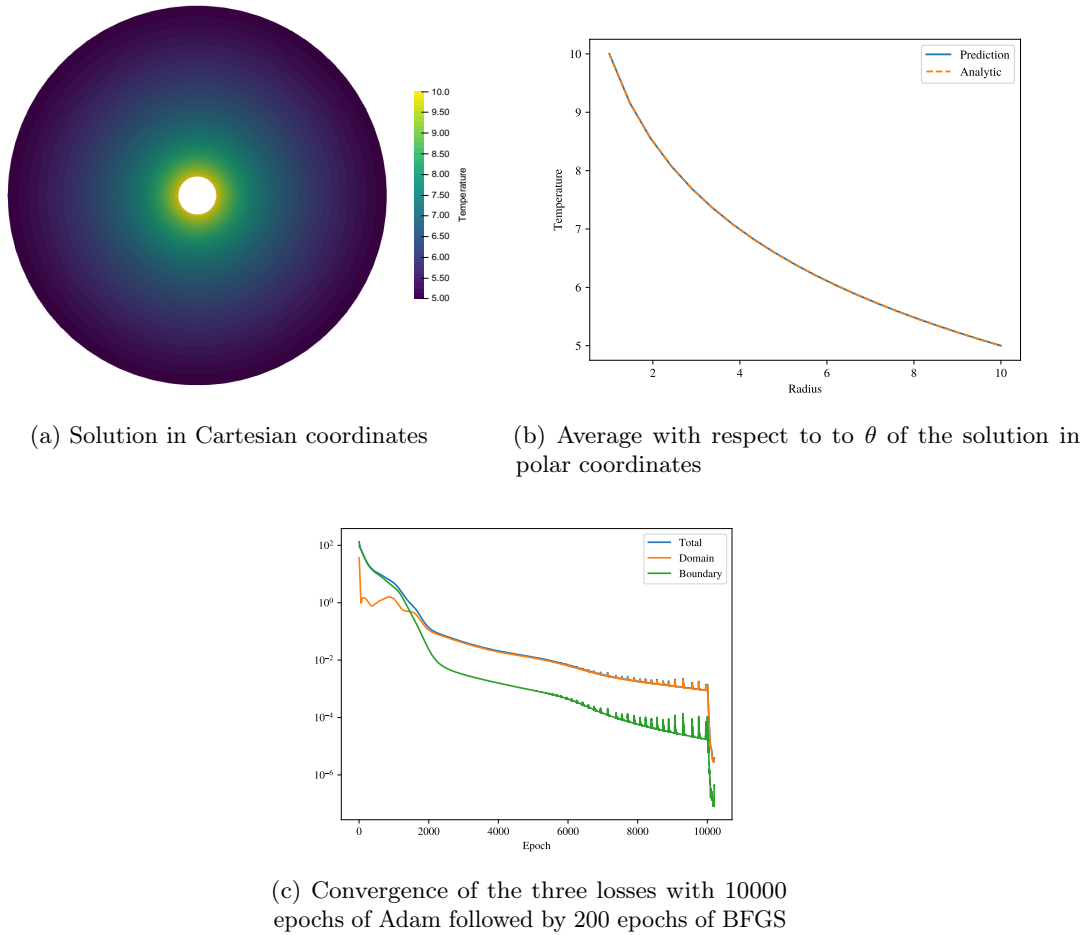 10.0
9.50
9.00
8.50
8.00
7.50
7.00
6.50
6.00
5.50
5.00
Temperature
(a) Solution in Cartesian coordinates
10
9
8
7
6
5
Temperature
Prediction
Analytic
2 4 6 8 10
Radius
(b) Average with respect to to θ of the solution in
polar coordinates
10²
10⁰
10⁻²
10⁻⁴
10⁻⁶
Total
Domain
Boundary
0 2000 4000 6000 8000 10000
Epoch
(c) Convergence of the three losses with 10000
epochs of Adam followed by 200 epochs of BFGS